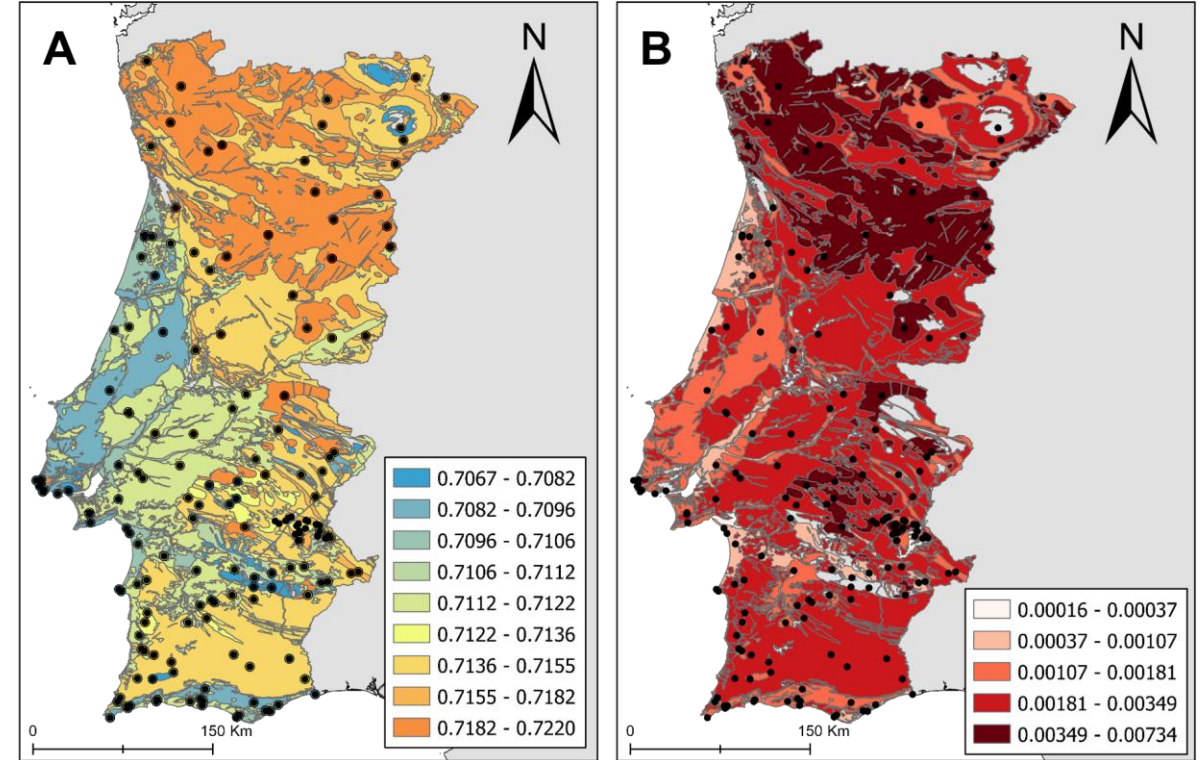 A
N
0.7067 - 0.7082
0.7082 - 0.7096
0.7096 - 0.7106
0.7106 - 0.7112
0.7112 - 0.7122
0.7122 - 0.7136
0.7136 - 0.7155
0.7155 - 0.7182
0.7182 - 0.7220
0 150 Km
B
N
0.00016 - 0.00037
0.00037 - 0.00107
0.00107 - 0.00181
0.00181 - 0.00349
0.00349 - 0.00734
0 150 Km